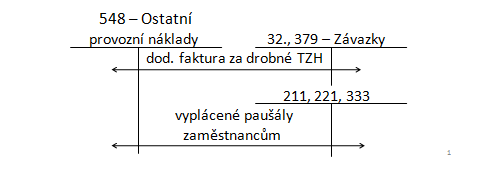 548 – Ostatní
provozní náklady
32., 379 – Závazky
dod. faktura za drobné TZH
211, 221, 333
vyplácené paušály
zaměstnancům
1